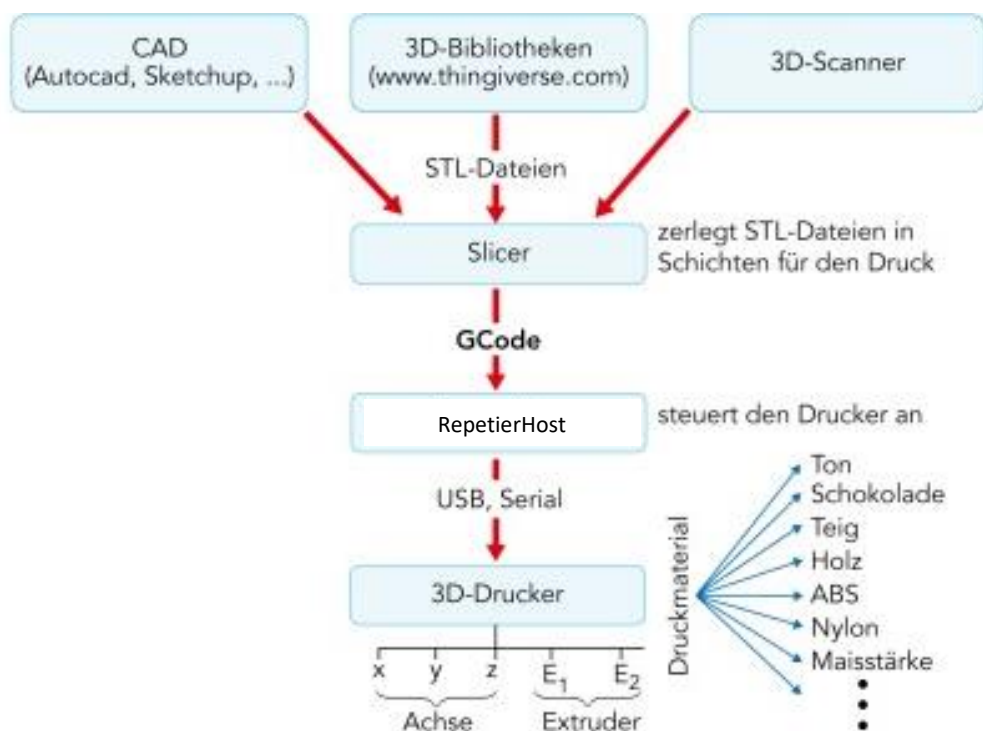 CAD
(Autocad, Sketchup, ...)
3D-Bibliotheken
(www.thingiverse.com)
3D-Scanner
STL-Dateien
Slicer
zerlegt STL-Dateien in
Schichten für den Druck
GCode
RepetierHost
steuert den Drucker an
USB, Serial
3D-Drucker
x y z E1 E2
Achse Extruder
Druckmaterial
Ton
Schokolade
Teig
Holz
ABS
Nylon
Maisstärke